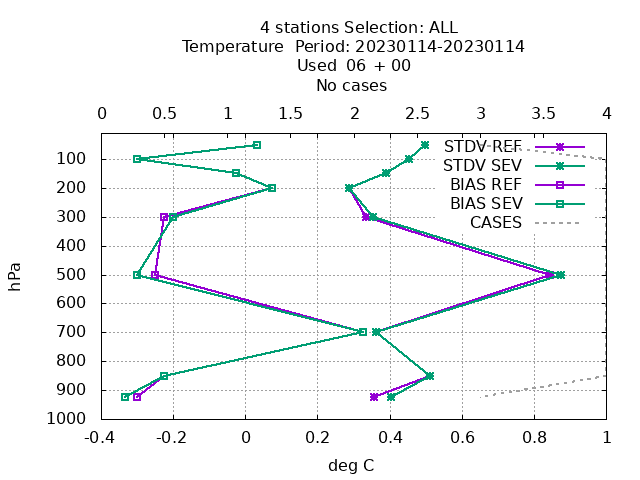 4 stations Selection: ALL
Temperature  Period: 20230114-20230114
Used  06 + 00
No cases
0 0.5 1 1.5 2 2.5 3 3.5 4
STDV REF
STDV SEV
BIAS REF
BIAS SEV
CASES
100
200
300
400
500
600
700
800
900
1000
hPa
-0.4 -0.2 0 0.2 0.4 0.6 0.8 1
deg C